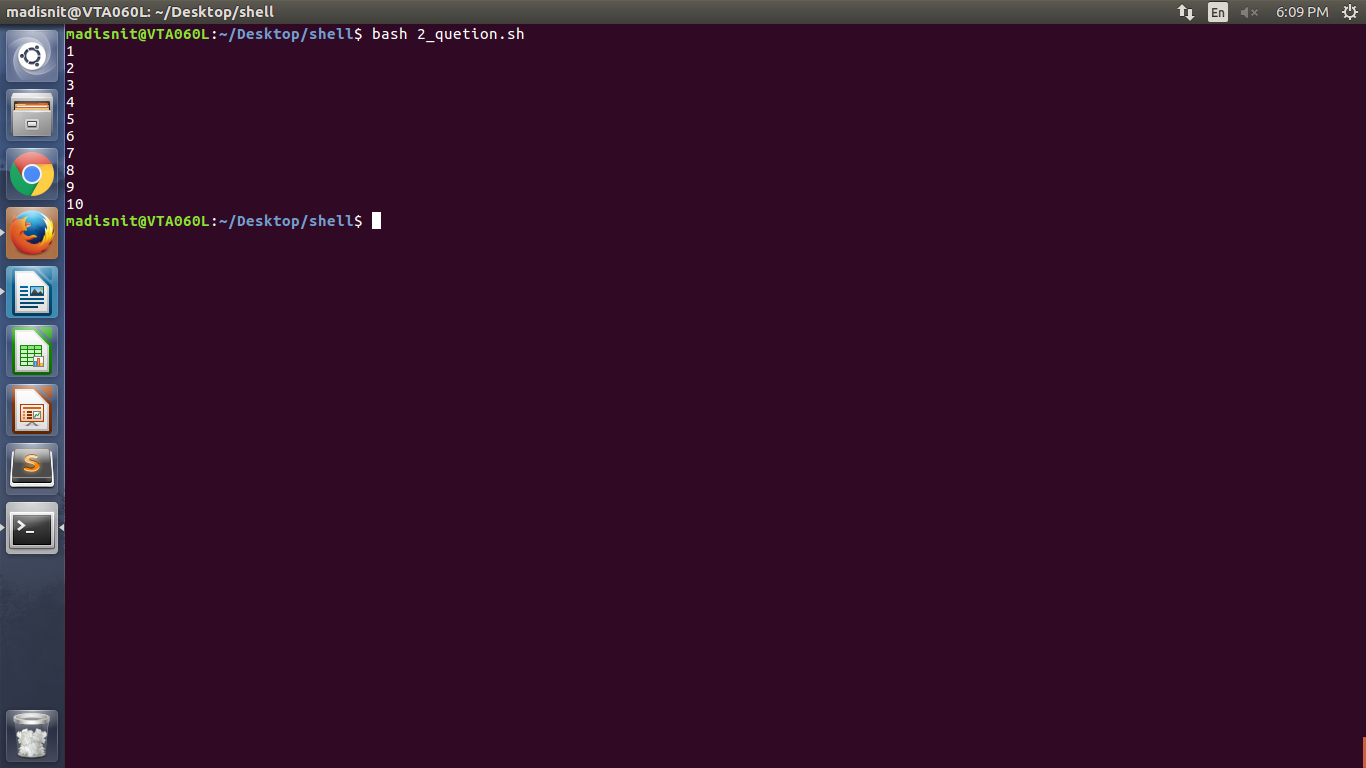 madisnit@VTA060L: ~/Desktop/shell
En
6:09 PM
madisnit@VTA060L:~/Desktop/shell$ bash 2_quetion.sh
1
2
3
4
5
6
7
8
9
10
madisnit@VTA060L:~/Desktop/shell$
S
>_